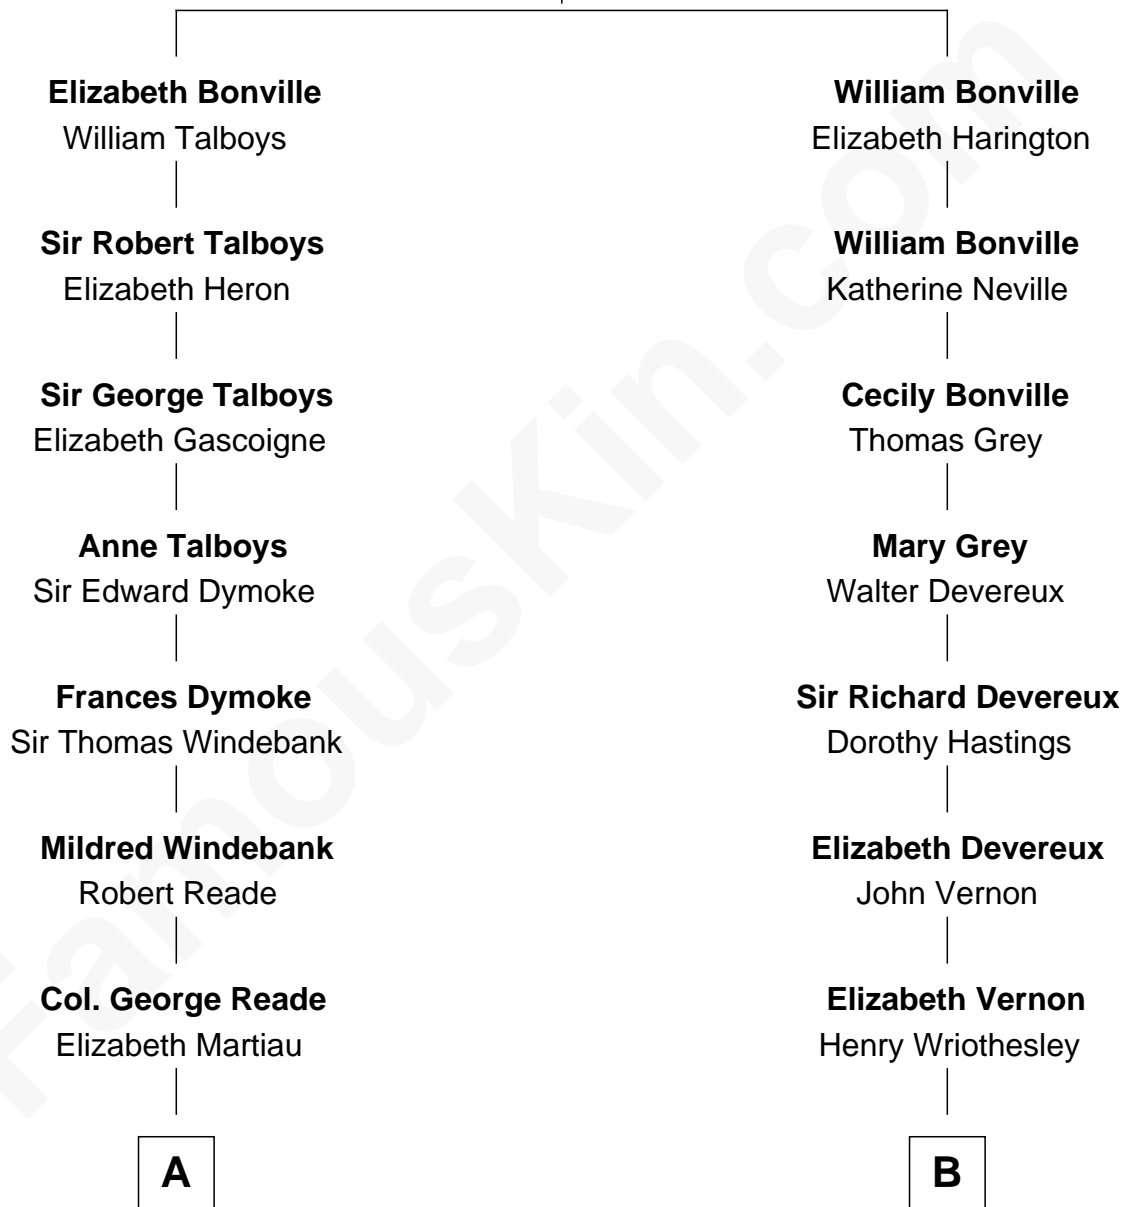 Elizabeth Bonville
William Talboys
Sir Robert Talboys
Elizabeth Heron
Sir George Talboys
Elizabeth Gascoigne
Anne Talboys
Sir Edward Dymoke
Frances Dymoke
Sir Thomas Windebank
Mildred Windebank
Robert Reade
Col. George Reade
Elizabeth Martiau
A
William Bonville
Elizabeth Harington
William Bonville
Katherine Neville
Cecily Bonville
Thomas Grey
Mary Grey
Walter Devereux
Sir Richard Devereux
Dorothy Hastings
Elizabeth Devereux
John Vernon
Elizabeth Vernon
Henry Wriothesley
B
FamousKin.com